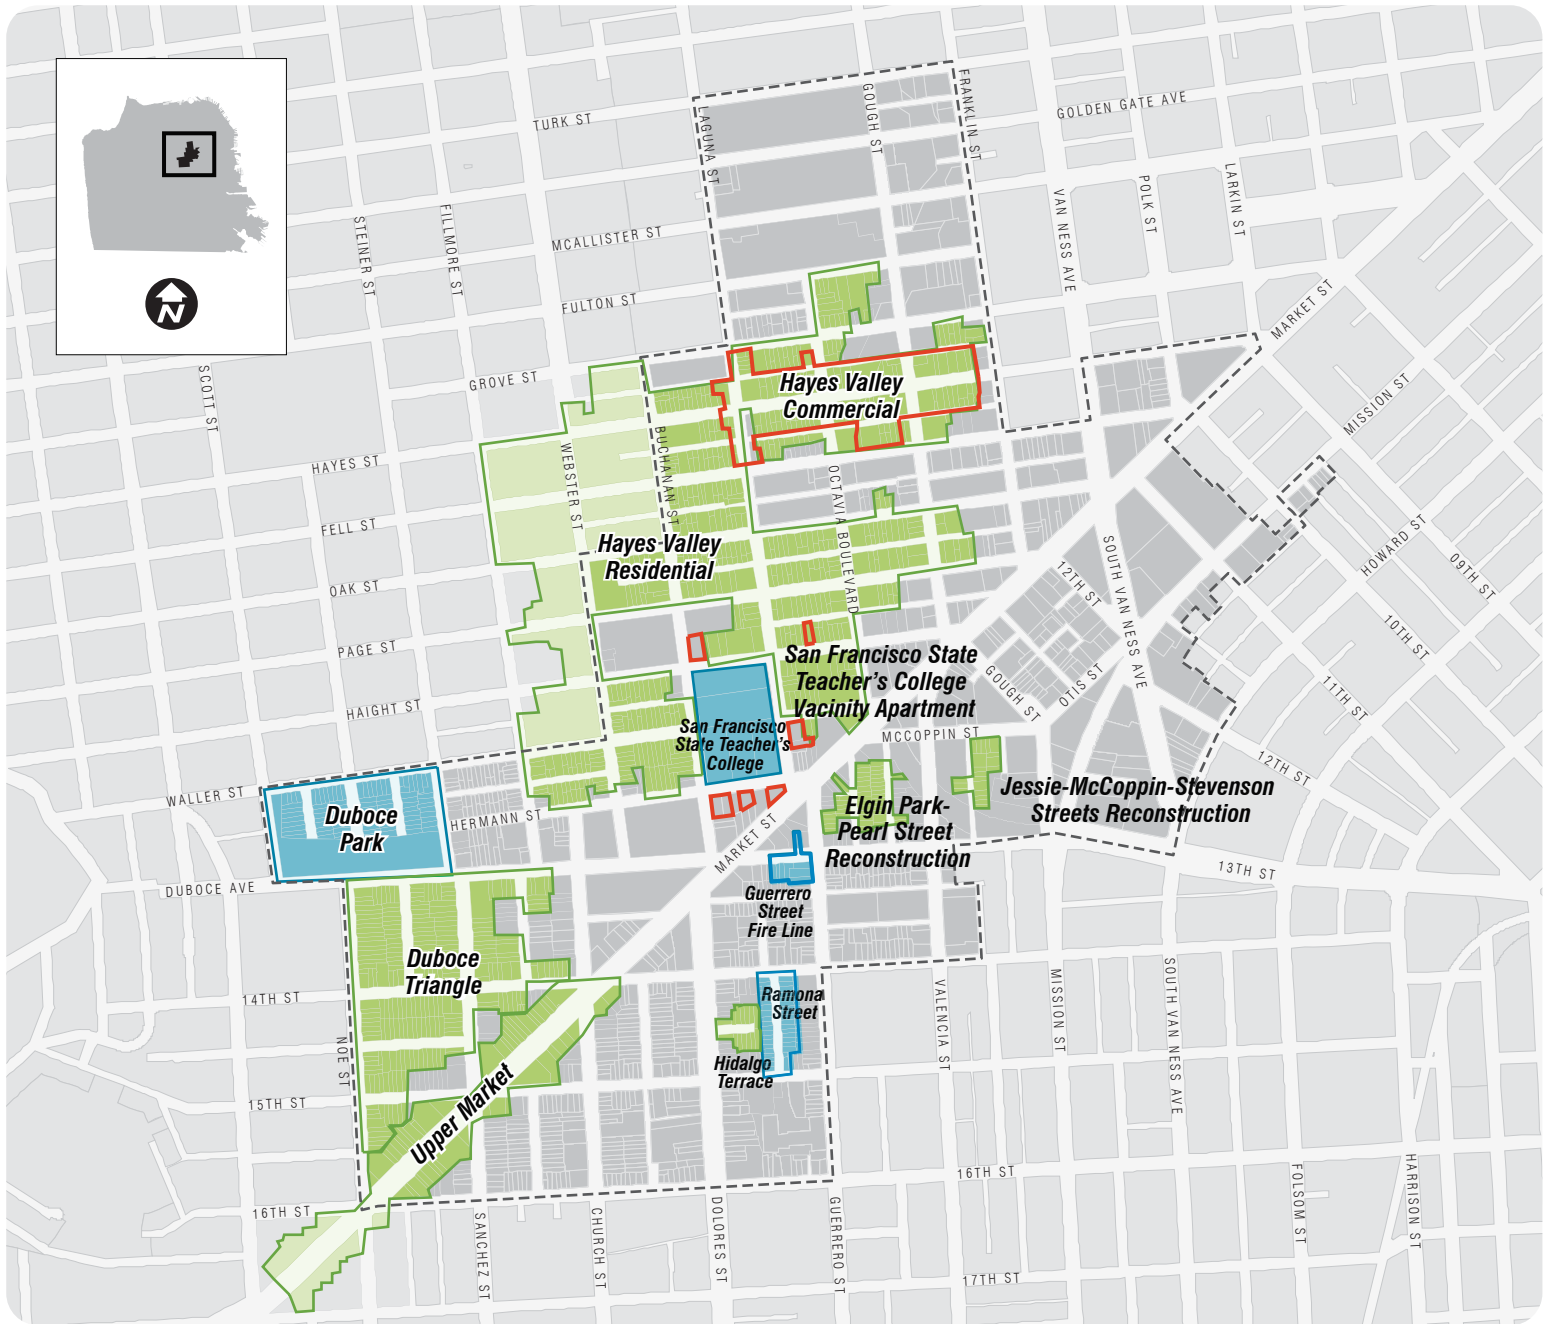 TURK ST
LAGUNA ST
GOUGH ST
FRANKLIN ST
GOLDEN GATE AVE
VAN NESS AVE
POLK ST
LARKIN ST
STEINER ST
FILLMORE ST
MCALLISTER ST
FULTON ST
N
MARKET ST
SCOTT ST
GROVE ST
Hayes Valley
Commercial
MISSION ST
HAYES ST
WEBSTER ST
BUCHANAN ST
OCTAVIA BOULEVARD
FELL ST
Hayes Valley
Residential
SOUTH VAN NESS AVE
HOWARD ST
09TH ST
12TH ST
OAK ST
10TH ST
PAGE ST
San Francisco State
Teacher's College
Vacinity Apartment
GOUGH ST
OTIS ST
11TH ST
HAIGHT ST
San Francisco
State Teacher's
College
MCCOPPIN ST
12TH ST
WALLER ST
Duboce
Park
HERMANN ST
MARKET ST
Elgin Park-
Pearl Street
Reconstruction
Jessie-McCoppin-Stevenson
Streets Reconstruction
13TH ST
DUBOCE AVE
Guerrero
Street
Fire Line
Duboce
Triangle
14TH ST
NOE ST
Ramona
Street
VALENCIA ST
MISSION ST
SOUTH VAN NESS AVE
Hidalgo
Terrace
15TH ST
Upper Market
16TH ST
16TH ST
SANCHEZ ST
CHURCH ST
DOLORES ST
GUERRERO ST
FOLSOM ST
HARRISON ST
17TH ST